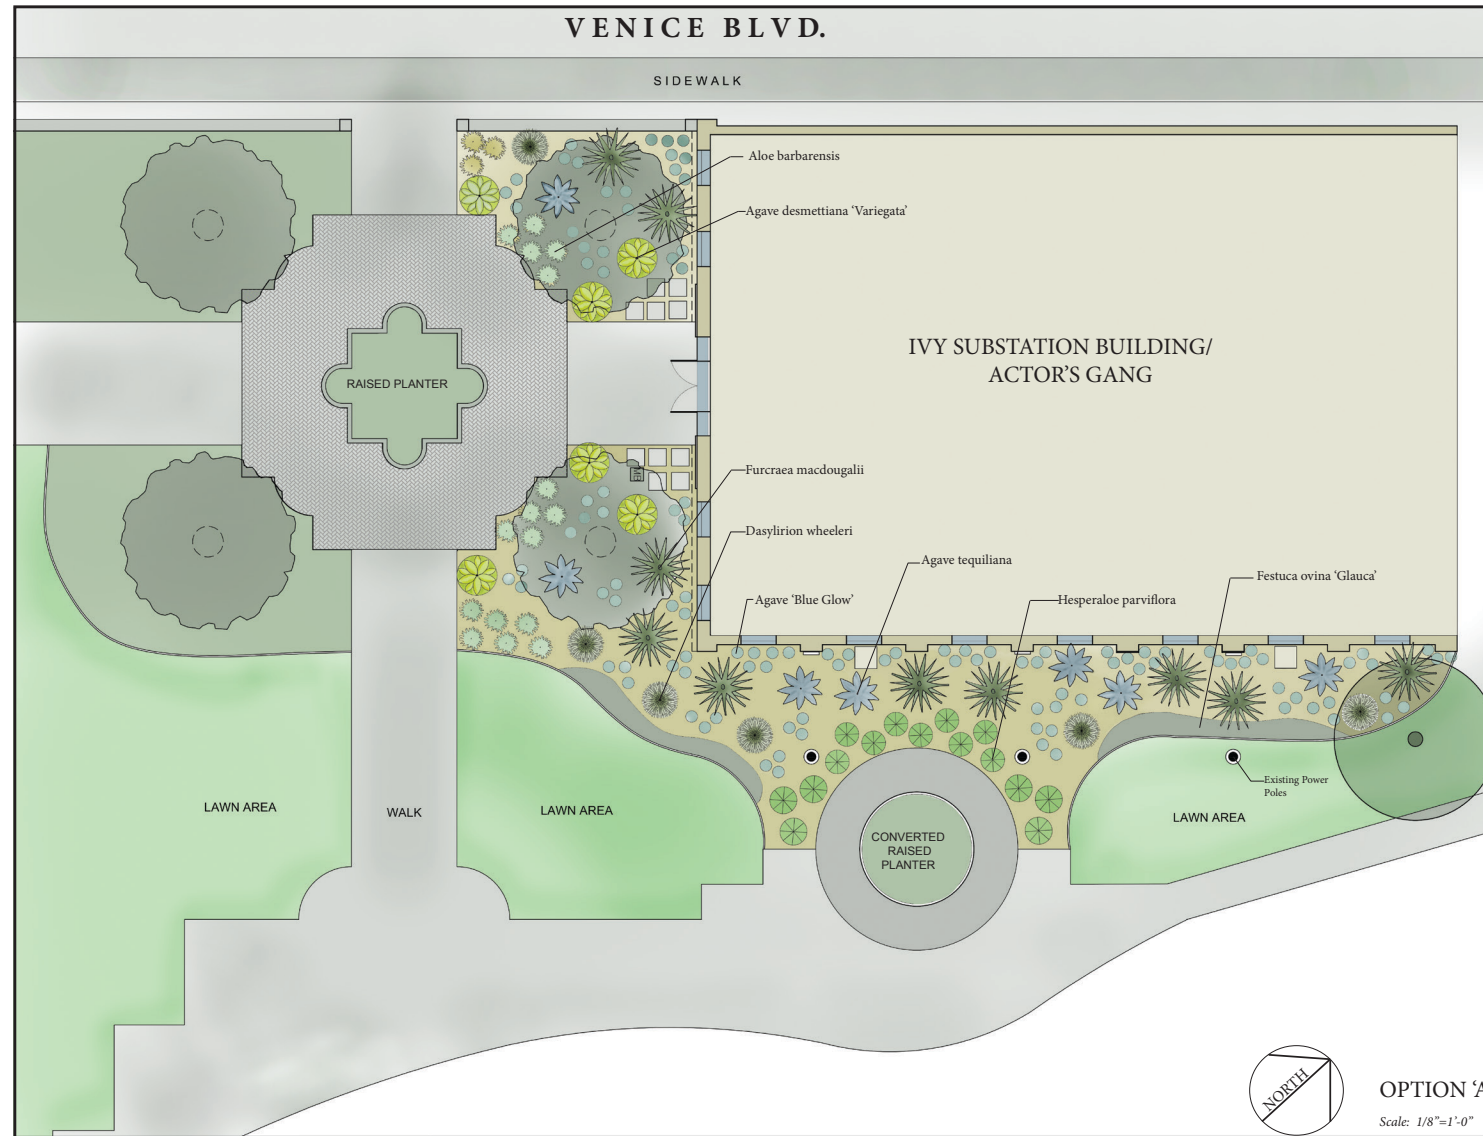 VENICE BLVD.
SIDEWALK
Aloe barbarensis
Agave desmettiana ‘Variegata’
IVY SUBSTATION BUILDING/
ACTOR’S GANG
RAISED PLANTER
Furcraea macdougalii
EM
Dasylirion wheeleri
Agave tequiliana
Festuca ovina ‘Glauca’
Agave ‘Blue Glow’
Hesperaloe parviflora
Existing Power
Poles
LAWN AREA
WALK
LAWN AREA
LAWN AREA
CONVERTED
RAISED
PLANTER
NORTH
OPTION ‘A
Scale: 1/8"=1'-0"